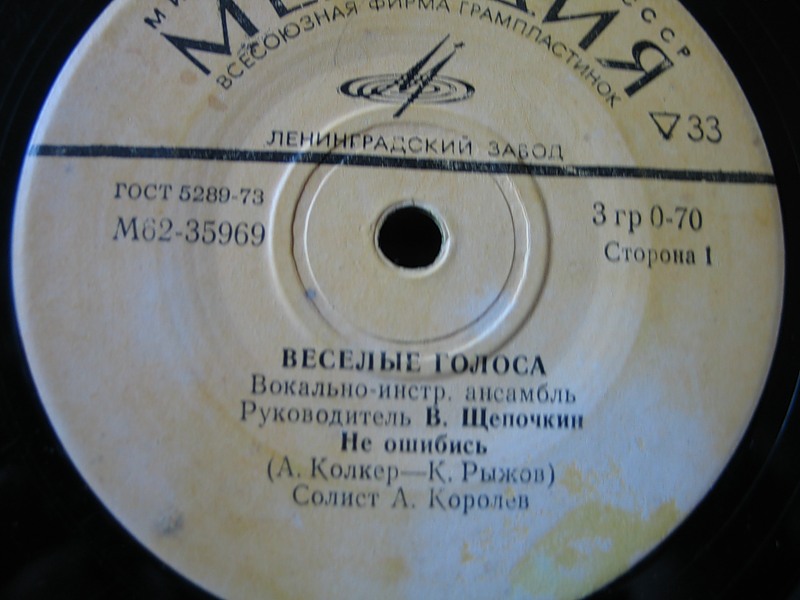 СССР
МЕЛОДИЯ
ВСЕСОЮЗНАЯ ФИРМА ГРАМПЛАСТИНОК
▽33
ЛЕНИНГРАДСКИЙ ЗАВОД
ГОСТ 5289-73
М62-35969
3 гр 0-70
Сторона 1
ВЕСЕЛЫЕ ГОЛОСА
Вокально-инстр. ансамбль
Руководитель В. Щепочкин
Не ошибись
(А. Колкер—К. Рыжов)
Солист А. Королев